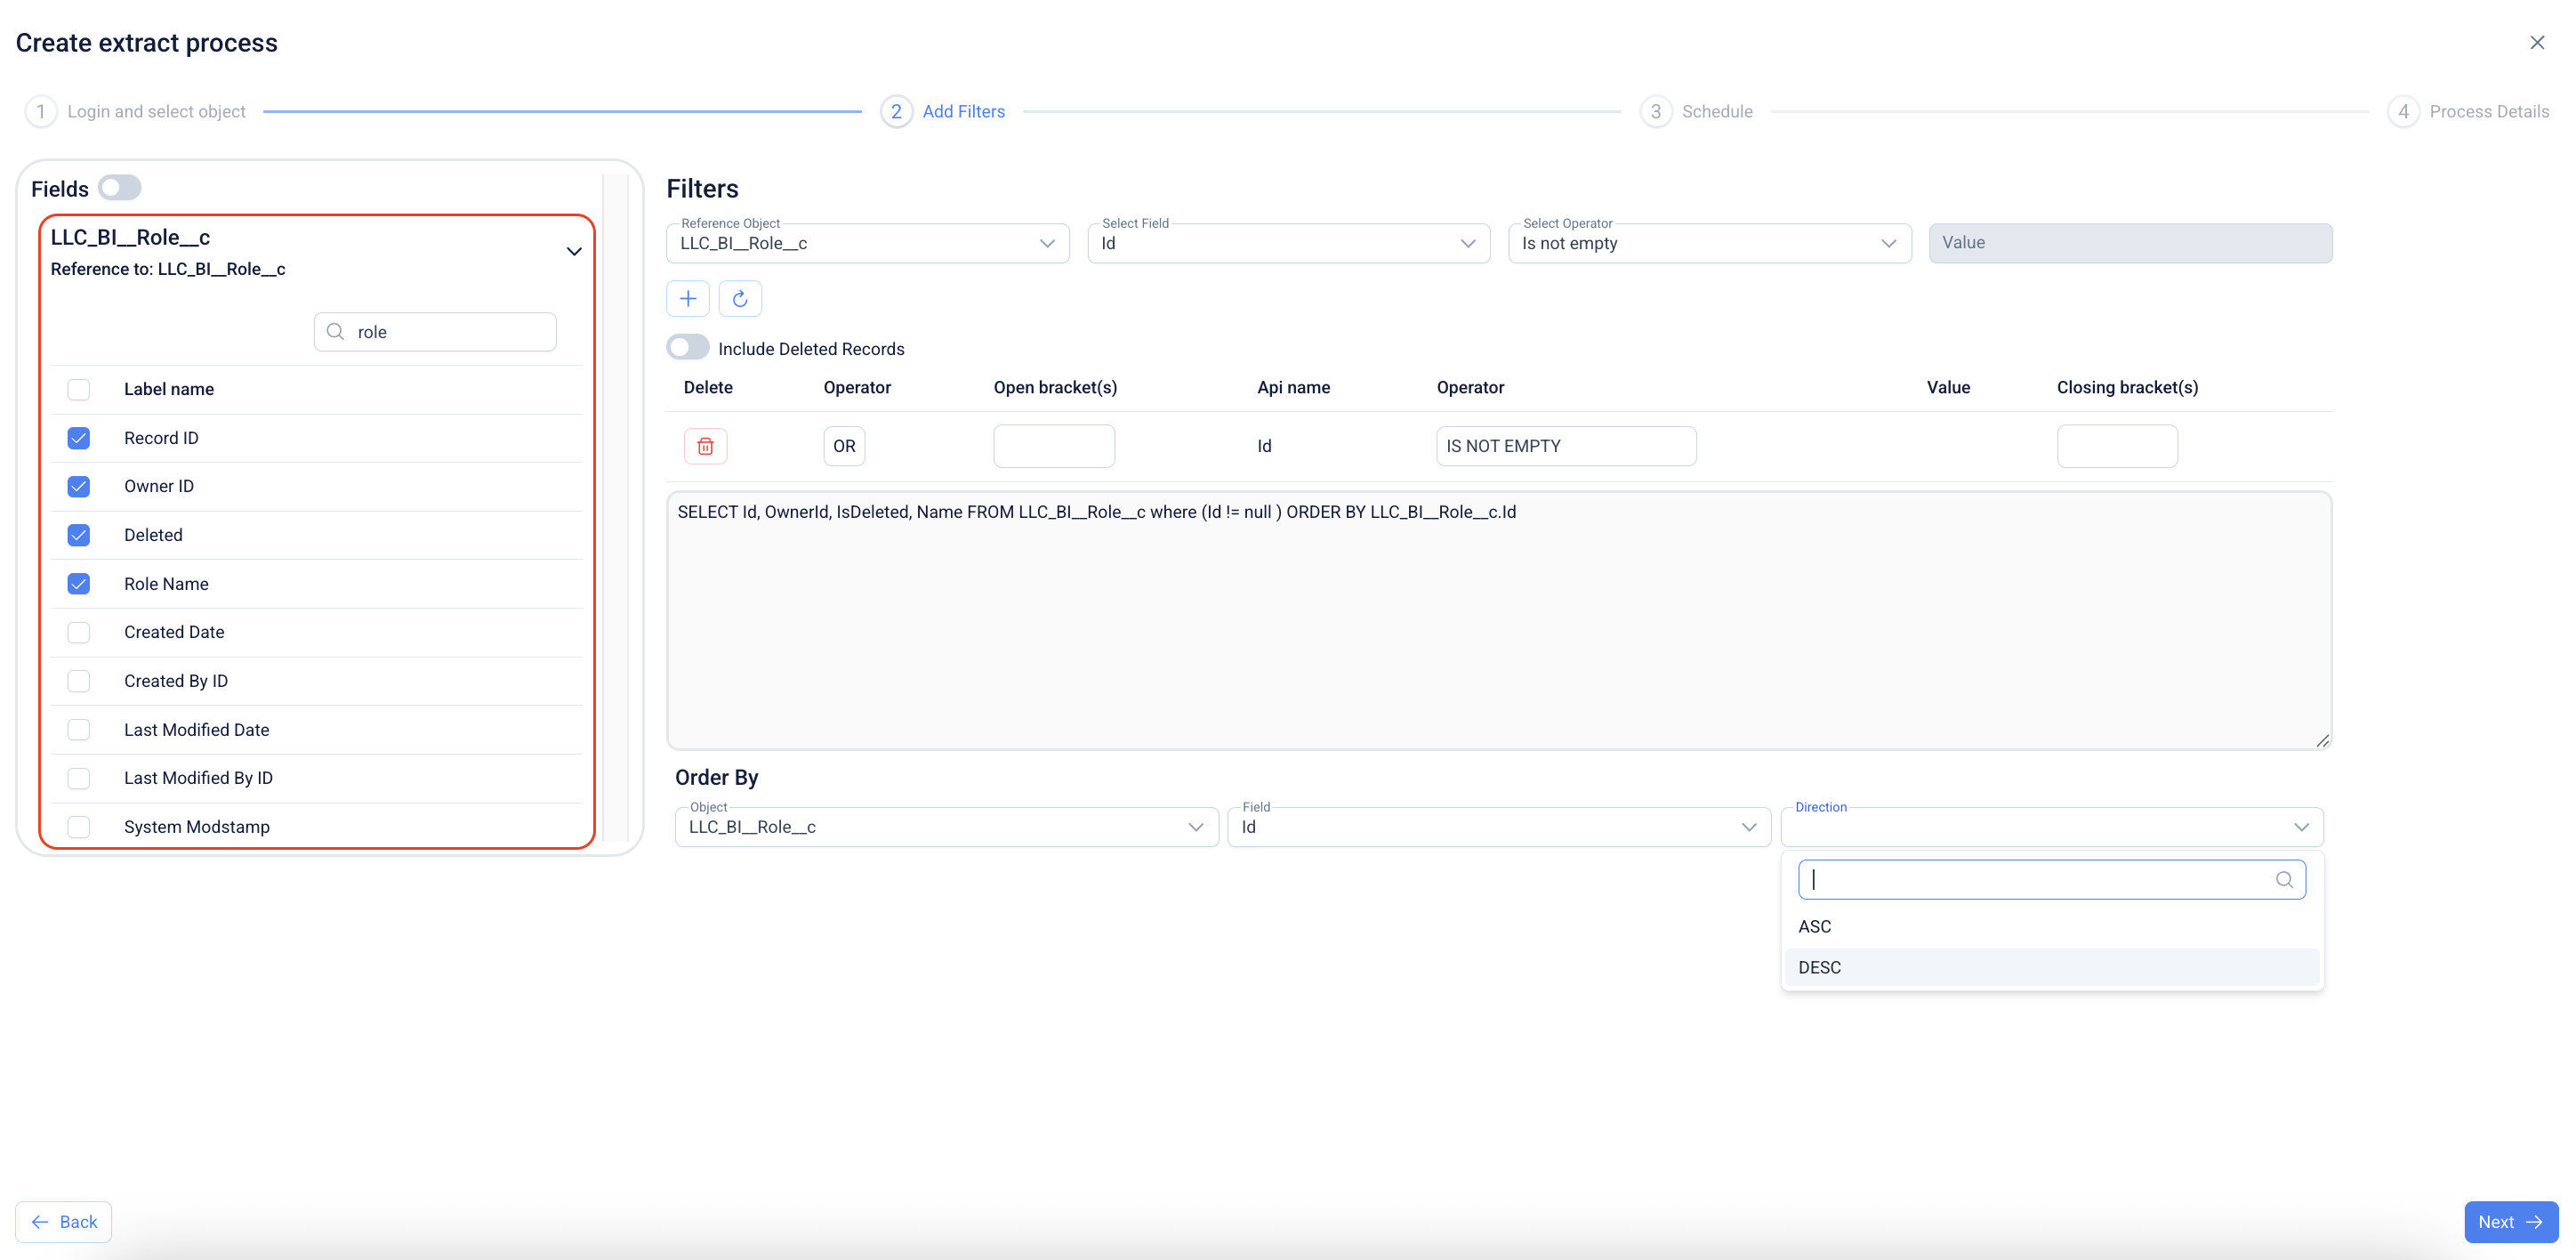 Create extract process
1 Login and select object
2 Add Filters
3 Schedule
4 Process Details
Fields
LLC_BI__Role__c
Reference to: LLC_BI__Role__c
role
Label name
Record ID
Owner ID
Deleted
Role Name
Created Date
Created By ID
Last Modified Date
Last Modified By ID
System Modstamp
Filters
Reference Object
LLC_BI__Role__c
Select Field
Id
Select Operator
Is not empty
Value
Include Deleted Records
Delete Operator Open bracket(s) Api name Operator Value Closing bracket(s)
OR Id IS NOT EMPTY
SELECT Id, OwnerId, IsDeleted, Name FROM LLC_BI__Role__c where (Id != null ) ORDER BY LLC_BI__Role__c.Id
Order By
Object
LLC_BI__Role__c
Field
Id
Direction
ASC
DESC
Back
Next